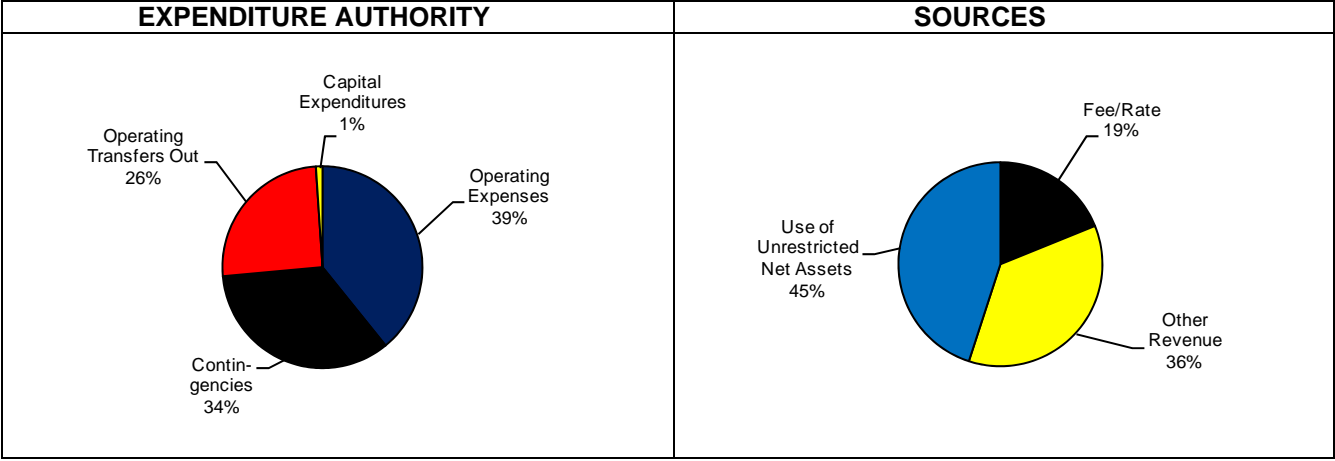 EXPENDITURE AUTHORITY
Capital
Expenditures
1%
Operating
Transfers Out
26%
Operating
Expenses
39%
Contin-
gencies
34%
SOURCES
Fee/Rate
19%
Use of
Unrestricted
Net Assets
45%
Other
Revenue
36%